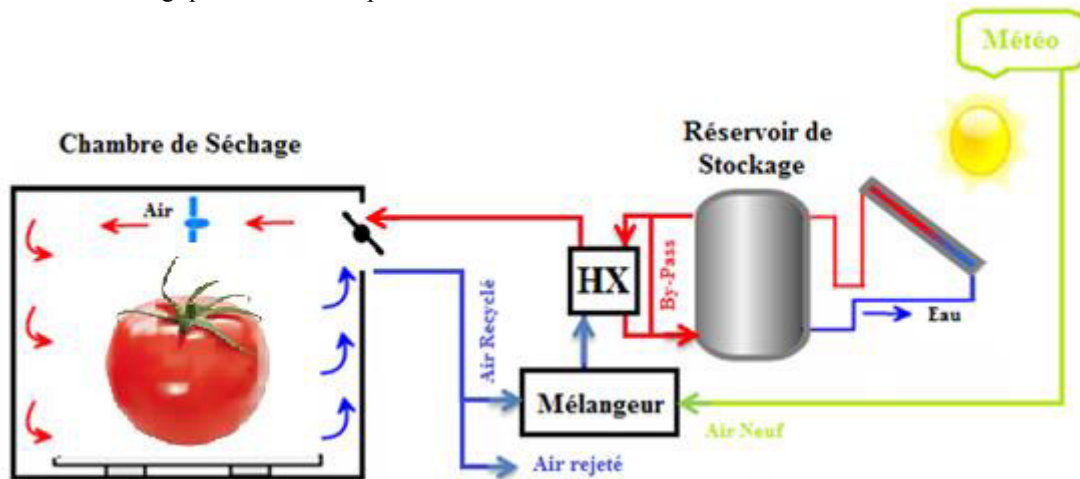 Météo
Chambre de Séchage
Réservoir de
Stockage
Air
HX
By-Pass
Eau
Air Recyclé
Mélangeur
Air Neuf
Air rejeté